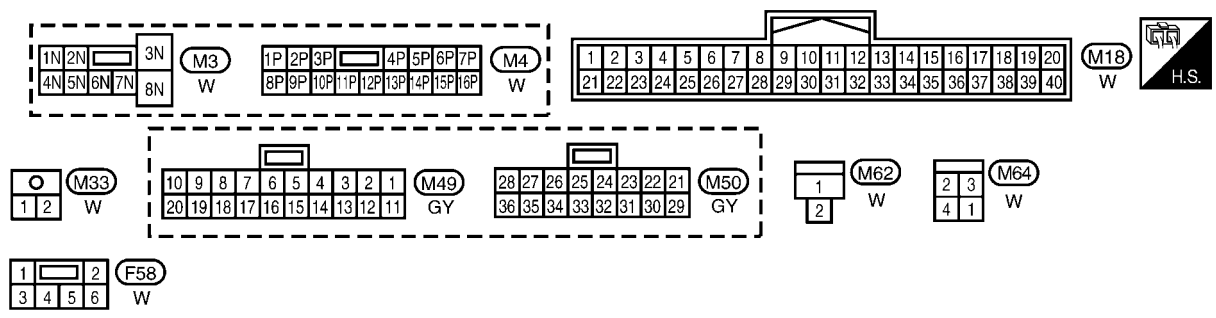 1N 2N 3N M3
4N 5N 6N 7N 8N W
1P 2P 3P 4P 5P 6P 7P M4
8P 9P 10P 11P 12P 13P 14P 15P 16P W
1 2 3 4 5 6 7 8 9 10 11 12 13 14 15 16 17 18 19 20 M18
21 22 23 24 25 26 27 28 29 30 31 32 33 34 35 36 37 38 39 40 W
H.S.
M33
1 2 W
10 9 8 7 6 5 4 3 2 1 M49
20 19 18 17 16 15 14 13 12 11 GY
28 27 26 25 24 23 22 21 M50
36 35 34 33 32 31 30 29 GY
1 M62
2 W
2 3 M64
4 1 W
1 2 F58
3 4 5 6 W